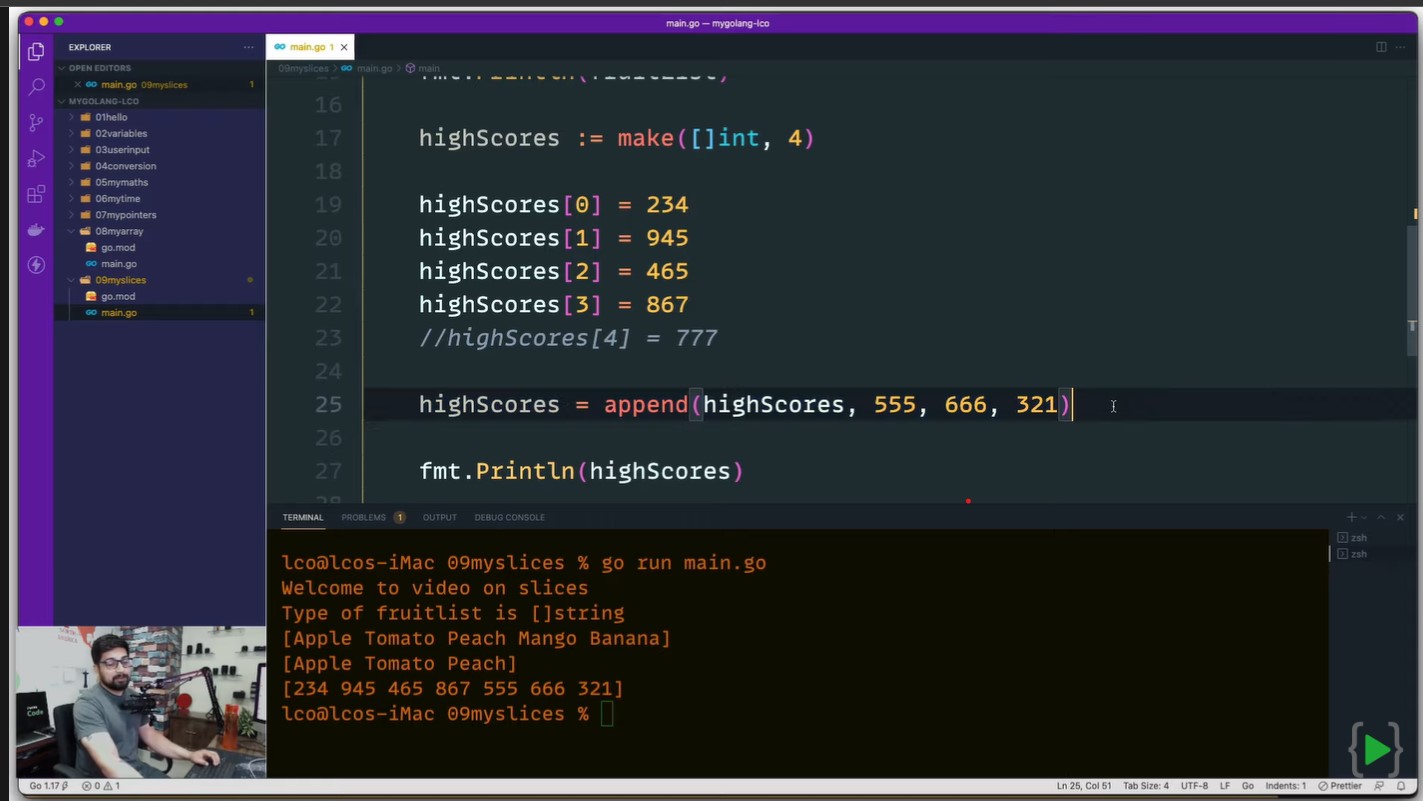 main.go — mygolang-lco
EXPLORER
main.go 1
OPEN EDITORS
main.go 09myslices 1
09myslices > main.go > main
MYGOLANG-LCO
01hello
02variables
03userinput
04conversion
05mymaths
06mytime
07mypointers
08myarray
go.mod
main.go
09myslices
go.mod
main.go 1
16
17 highScores := make([]int, 4)
18
19 highScores[0] = 234
20 highScores[1] = 945
21 highScores[2] = 465
22 highScores[3] = 867
23 //highScores[4] = 777
24
25 highScores = append(highScores, 555, 666, 321)
26
27 fmt.Println(highScores)
TERMINAL PROBLEMS 1 OUTPUT DEBUG CONSOLE
zsh
zsh
lco@lcos-iMac 09myslices % go run main.go
Welcome to video on slices
Type of fruitlist is []string
[Apple Tomato Peach Mango Banana]
[Apple Tomato Peach]
[234 945 465 867 555 666 321]
lco@lcos-iMac 09myslices %
Go 1.17 0 1 Ln 25, Col 51 Tab Size: 4 UTF-8 LF Go Indents: 1 Prettier